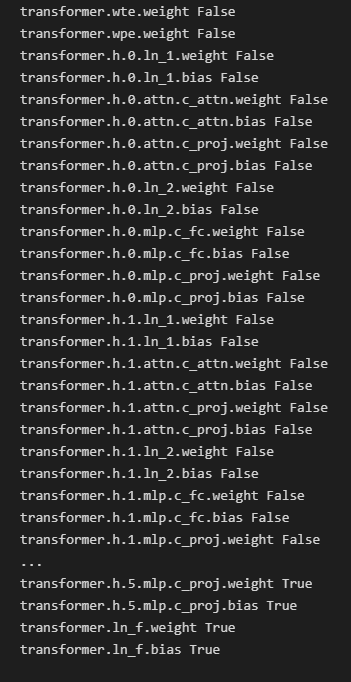 transformer.wte.weight False
transformer.wpe.weight False
transformer.h.0.ln_1.weight False
transformer.h.0.ln_1.bias False
transformer.h.0.attn.c_attn.weight False
transformer.h.0.attn.c_attn.bias False
transformer.h.0.attn.c_proj.weight False
transformer.h.0.attn.c_proj.bias False
transformer.h.0.ln_2.weight False
transformer.h.0.ln_2.bias False
transformer.h.0.mlp.c_fc.weight False
transformer.h.0.mlp.c_fc.bias False
transformer.h.0.mlp.c_proj.weight False
transformer.h.0.mlp.c_proj.bias False
transformer.h.1.ln_1.weight False
transformer.h.1.ln_1.bias False
transformer.h.1.attn.c_attn.weight False
transformer.h.1.attn.c_attn.bias False
transformer.h.1.attn.c_proj.weight False
transformer.h.1.attn.c_proj.bias False
transformer.h.1.ln_2.weight False
transformer.h.1.ln_2.bias False
transformer.h.1.mlp.c_fc.weight False
transformer.h.1.mlp.c_fc.bias False
transformer.h.1.mlp.c_proj.weight False
...
transformer.h.5.mlp.c_proj.weight True
transformer.h.5.mlp.c_proj.bias True
transformer.ln_f.weight True
transformer.ln_f.bias True